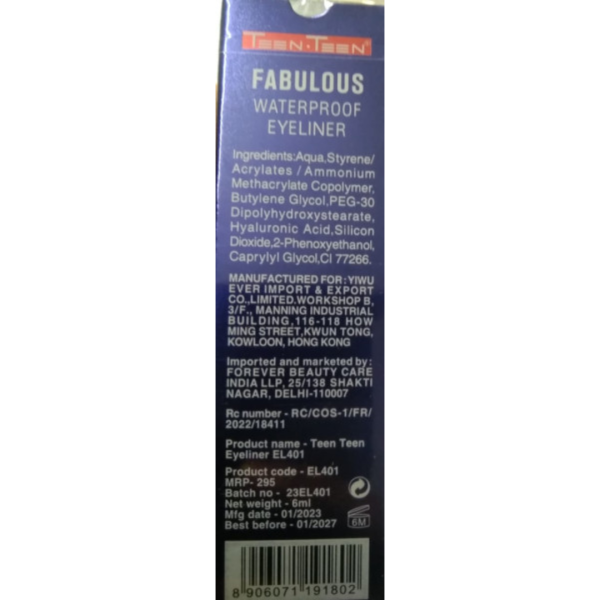 TEEN·TEEN®
FABULOUS
WATERPROOF
EYELINER
Ingredients:Aqua,Styrene/
Acrylates / Ammonium
Methacrylate Copolymer,
Butylene Glycol,PEG-30
Dipolyhydroxystearate,
Hyaluronic Acid,Silicon
Dioxide,2-Phenoxyethanol,
Caprylyl Glycol,CI 77266.
MANUFACTURED FOR : YIWU
EVER IMPORT & EXPORT
CO.,LIMITED.WORKSHOP B,
3/F., MANNING INDUSTRIAL
BUILDING,116-118 HOW
MING STREET,KWUN TONG,
KOWLOON, HONG KONG
Imported and marketed by :
FOREVER BEAUTY CARE
INDIA LLP, 25/138 SHAKTI
NAGAR, DELHI-110007
Rc number - RC/COS-1/FR/
2022/18411
Product name - Teen Teen
Eyeliner EL401
Product code - EL401
MRP- 295
Batch no - 23EL401
Net weight - 6ml
Mfg date - 01/2023
Best before - 01/2027
6M
8 906071 191802